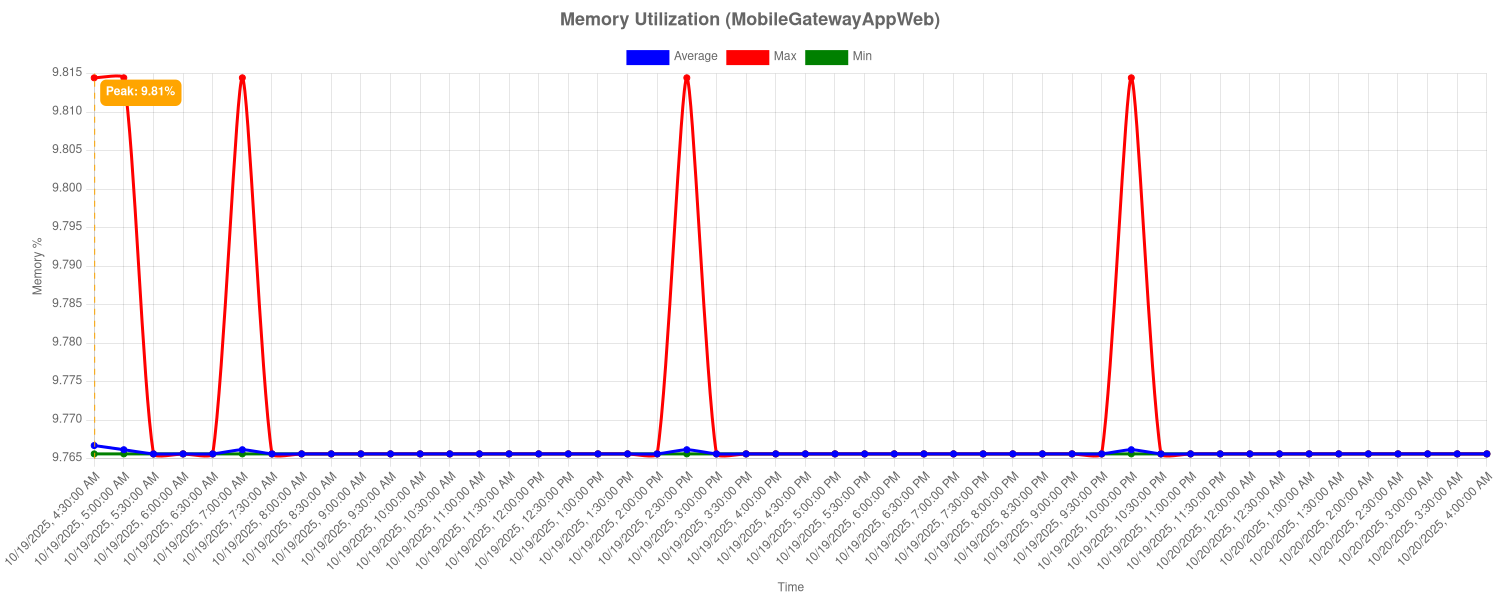 Memory Utilization (MobileGatewayAppWeb)
Average Max Min
9.815
Peak: 9.81%
9.810
9.805
9.800
9.795
9.790
9.785
9.780
9.775
9.770
9.765
Memory %
10/19/2025, 4:30:00 AM
10/19/2025, 5:00:00 AM
10/19/2025, 5:30:00 AM
10/19/2025, 6:00:00 AM
10/19/2025, 6:30:00 AM
10/19/2025, 7:00:00 AM
10/19/2025, 7:30:00 AM
10/19/2025, 8:00:00 AM
10/19/2025, 8:30:00 AM
10/19/2025, 9:00:00 AM
10/19/2025, 9:30:00 AM
10/19/2025, 10:00:00 AM
10/19/2025, 10:30:00 AM
10/19/2025, 11:00:00 AM
10/19/2025, 11:30:00 AM
10/19/2025, 12:00:00 PM
10/19/2025, 12:30:00 PM
10/19/2025, 1:00:00 PM
10/19/2025, 1:30:00 PM
10/19/2025, 2:00:00 PM
10/19/2025, 2:30:00 PM
10/19/2025, 3:00:00 PM
10/19/2025, 3:30:00 PM
10/19/2025, 4:00:00 PM
10/19/2025, 4:30:00 PM
10/19/2025, 5:00:00 PM
10/19/2025, 5:30:00 PM
10/19/2025, 6:00:00 PM
10/19/2025, 6:30:00 PM
10/19/2025, 7:00:00 PM
10/19/2025, 7:30:00 PM
10/19/2025, 8:00:00 PM
10/19/2025, 8:30:00 PM
10/19/2025, 9:00:00 PM
10/19/2025, 9:30:00 PM
10/19/2025, 10:00:00 PM
10/19/2025, 10:30:00 PM
10/19/2025, 11:00:00 PM
10/19/2025, 11:30:00 PM
10/20/2025, 12:00:00 AM
10/20/2025, 12:30:00 AM
10/20/2025, 1:00:00 AM
10/20/2025, 1:30:00 AM
10/20/2025, 2:00:00 AM
10/20/2025, 2:30:00 AM
10/20/2025, 3:00:00 AM
10/20/2025, 3:30:00 AM
10/20/2025, 4:00:00 AM
Time